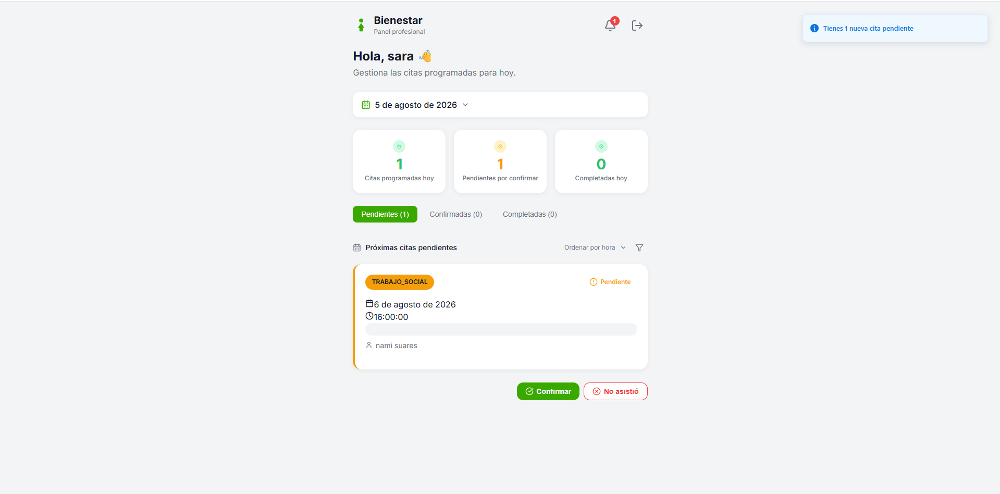 Bienestar
Panel profesional
1
Tienes 1 nueva cita pendiente
Hola, sara 👋
Gestiona las citas programadas para hoy.
5 de agosto de 2026
1
Citas programadas hoy
1
Pendientes por confirmar
0
Completadas hoy
Pendientes (1)
Confirmadas (0)
Completadas (0)
Próximas citas pendientes
Ordenar por hora
TRABAJO_SOCIAL
Pendiente
6 de agosto de 2026
16:00:00
nami suares
Confirmar
No asistió